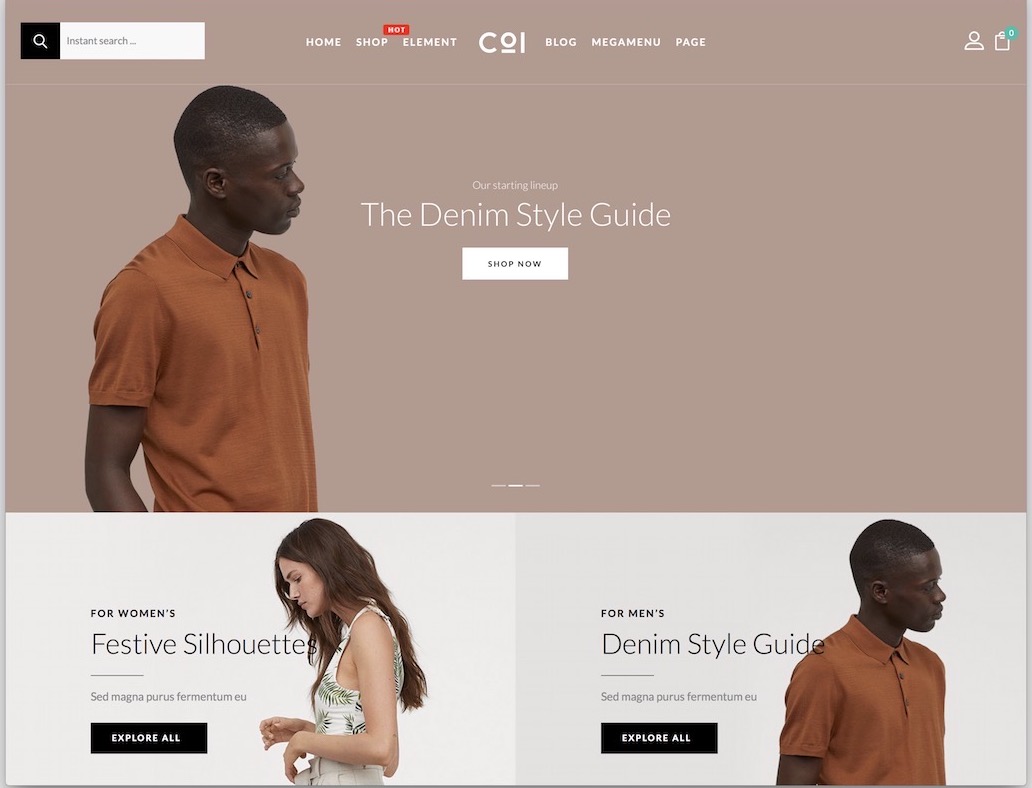 Instant search ...
HOME SHOP HOT ELEMENT COI BLOG MEGAMENU PAGE
0
Our starting lineup
The Denim Style Guide
SHOP NOW
FOR WOMEN'S
Festive Silhouettes
Sed magna purus fermentum eu
EXPLORE ALL
FOR MEN'S
Denim Style Guide
Sed magna purus fermentum eu
EXPLORE ALL